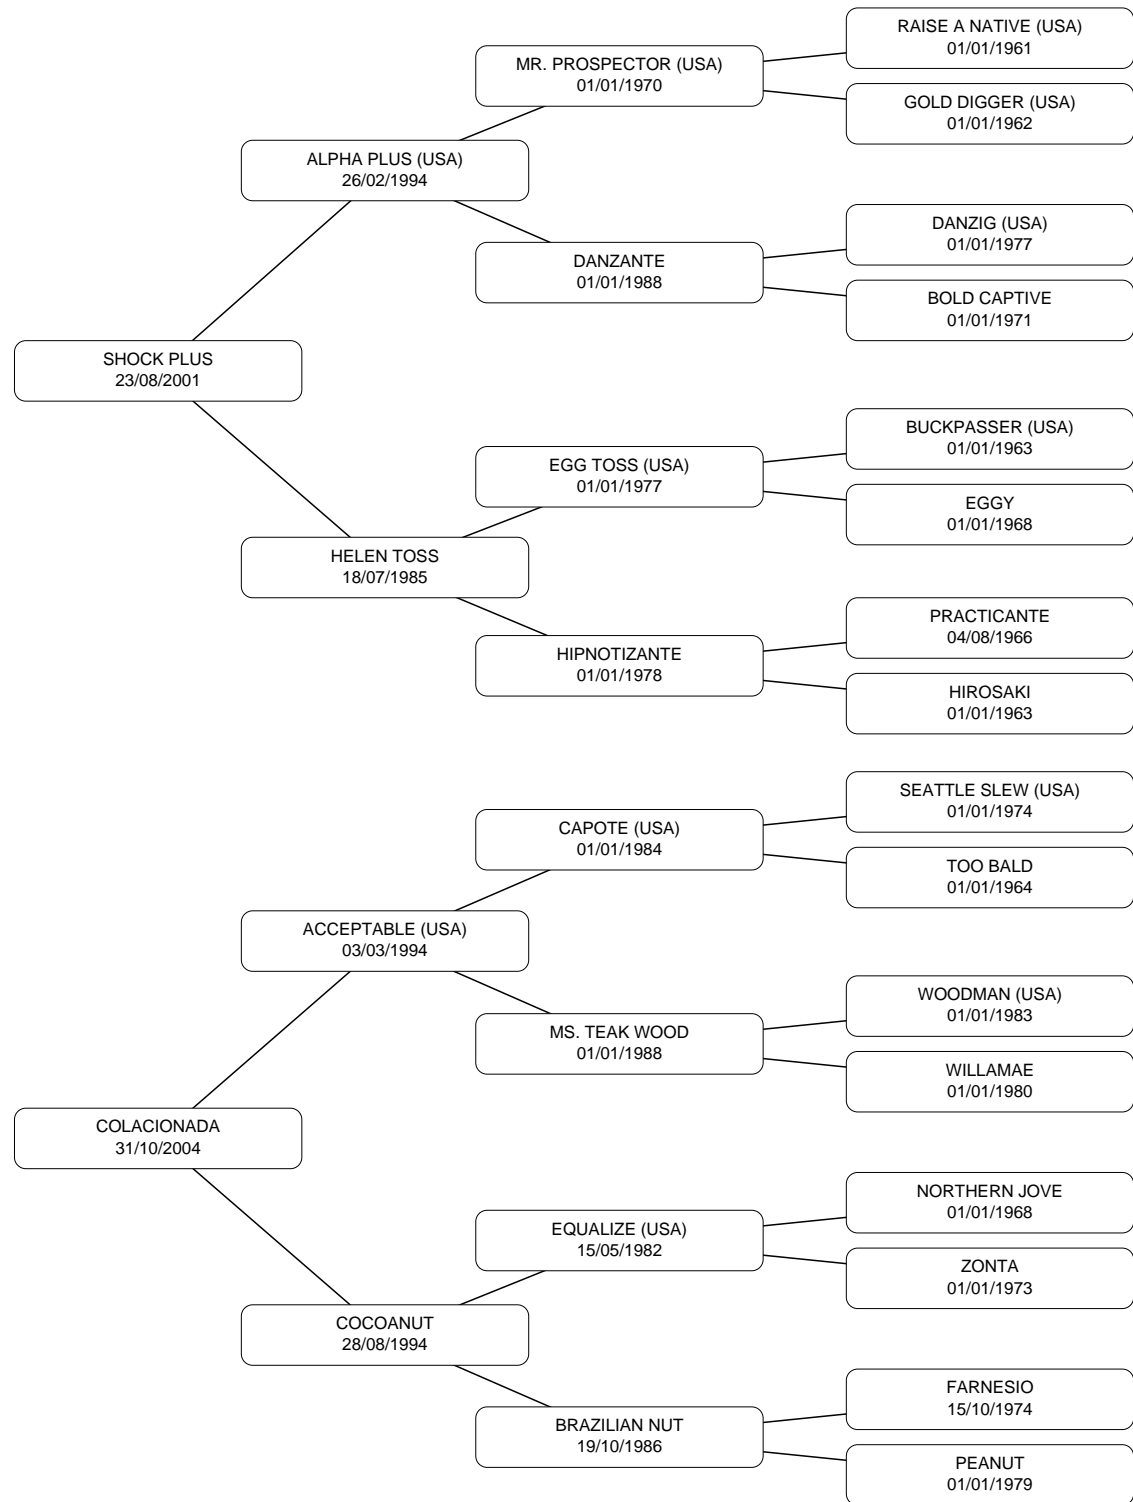 RAISE A NATIVE (USA)
01/01/1961
MR. PROSPECTOR (USA)
01/01/1970
GOLD DIGGER (USA)
01/01/1962
ALPHA PLUS (USA)
26/02/1994
DANZIG (USA)
01/01/1977
DANZANTE
01/01/1988
BOLD CAPTIVE
01/01/1971
SHOCK PLUS
23/08/2001
BUCKPASSER (USA)
01/01/1963
EGG TOSS (USA)
01/01/1977
EGGY
01/01/1968
HELEN TOSS
18/07/1985
PRACTICANTE
04/08/1966
HIPNOTIZANTE
01/01/1978
HIROSAKI
01/01/1963
SEATTLE SLEW (USA)
01/01/1974
CAPOTE (USA)
01/01/1984
TOO BALD
01/01/1964
ACCEPTABLE (USA)
03/03/1994
WOODMAN (USA)
01/01/1983
MS. TEAK WOOD
01/01/1988
WILLAMAE
01/01/1980
COLACIONADA
31/10/2004
NORTHERN JOVE
01/01/1968
EQUALIZE (USA)
15/05/1982
ZONTA
01/01/1973
COCOANUT
28/08/1994
FARNESIO
15/10/1974
BRAZILIAN NUT
19/10/1986
PEANUT
01/01/1979